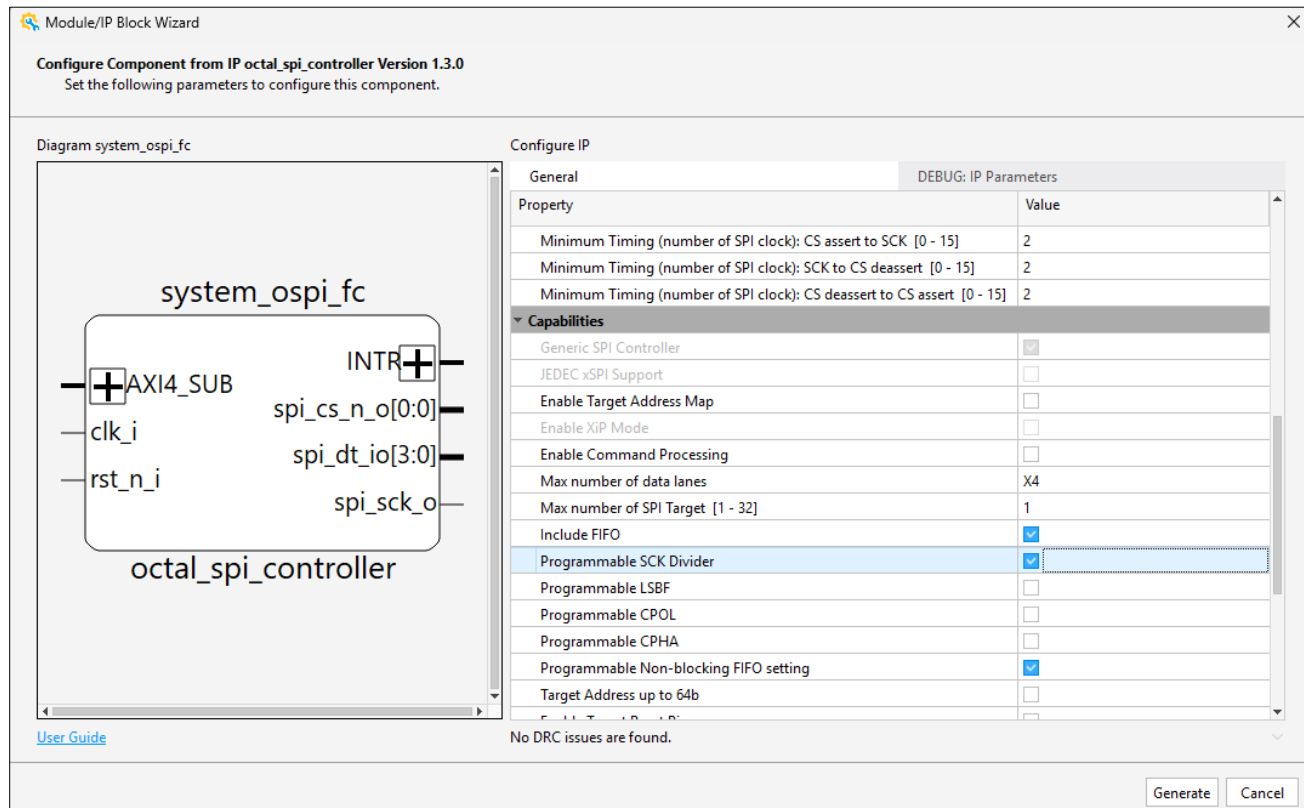 Module/IP Block Wizard
Configure Component from IP octal_spi_controller Version 1.3.0
Set the following parameters to configure this component.
Diagram system_ospi_fc
system_ospi_fc
INTR
AXI4_SUB
spi_cs_n_o[0:0]
clk_i
spi_dt_io[3:0]
rst_n_i
spi_sck_o
octal_spi_controller
User Guide
Configure IP
General DEBUG: IP Parameters
Property Value
Minimum Timing (number of SPI clock): CS assert to SCK [0 - 15] 2
Minimum Timing (number of SPI clock): SCK to CS deassert [0 - 15] 2
Minimum Timing (number of SPI clock): CS deassert to CS assert [0 - 15] 2
Capabilities
Generic SPI Controller
JEDEC xSPI Support
Enable Target Address Map
Enable XiP Mode
Enable Command Processing
Max number of data lanes X4
Max number of SPI Target [1 - 32] 1
Include FIFO
Programmable SCK Divider
Programmable LSBF
Programmable CPOL
Programmable CPHA
Programmable Non-blocking FIFO setting
Target Address up to 64b
No DRC issues are found.
Generate Cancel